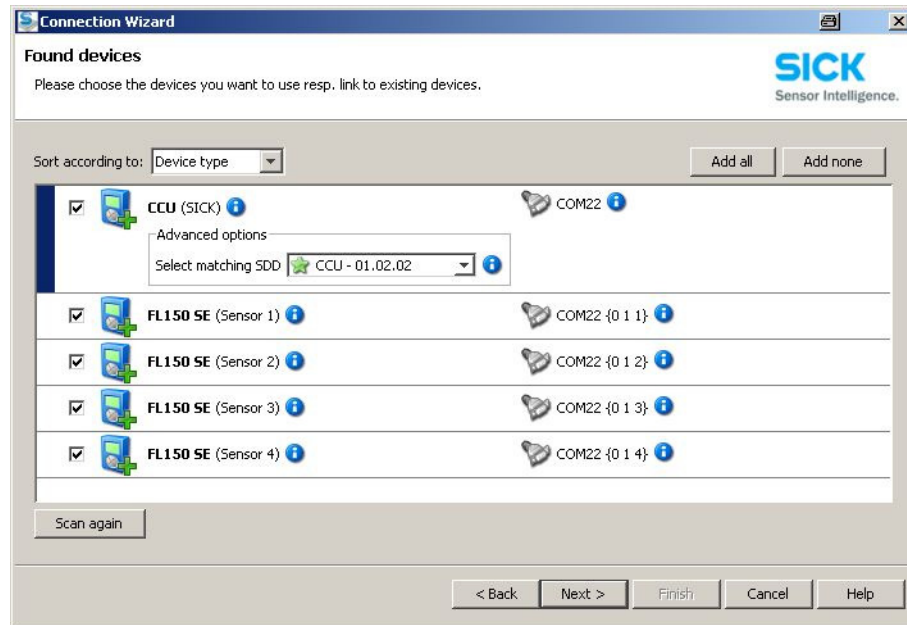 Connection Wizard
Found devices
Please choose the devices you want to use resp. link to existing devices.
SICK
Sensor Intelligence.
Sort according to: Device type
Add all
Add none
CCU (SICK)
COM22
Advanced options
Select matching SDD CCU - 01.02.02
FL150 SE (Sensor 1)
COM22 {0 1 1}
FL150 SE (Sensor 2)
COM22 {0 1 2}
FL150 SE (Sensor 3)
COM22 {0 1 3}
FL150 SE (Sensor 4)
COM22 {0 1 4}
Scan again
< Back
Next >
Finish
Cancel
Help